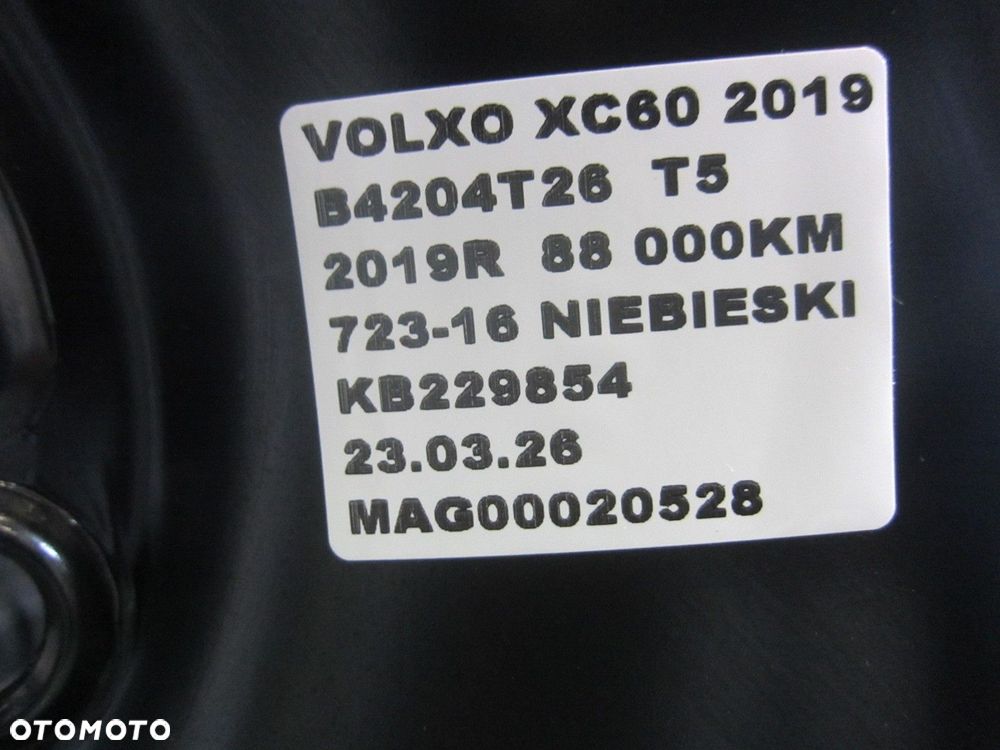 VOLXO XC60 2019
B4204T26 T5
2019R 88 000KM
723-16 NIEBIESKI
KB229854
23.03.26
MAG00020528
OTOMOTO